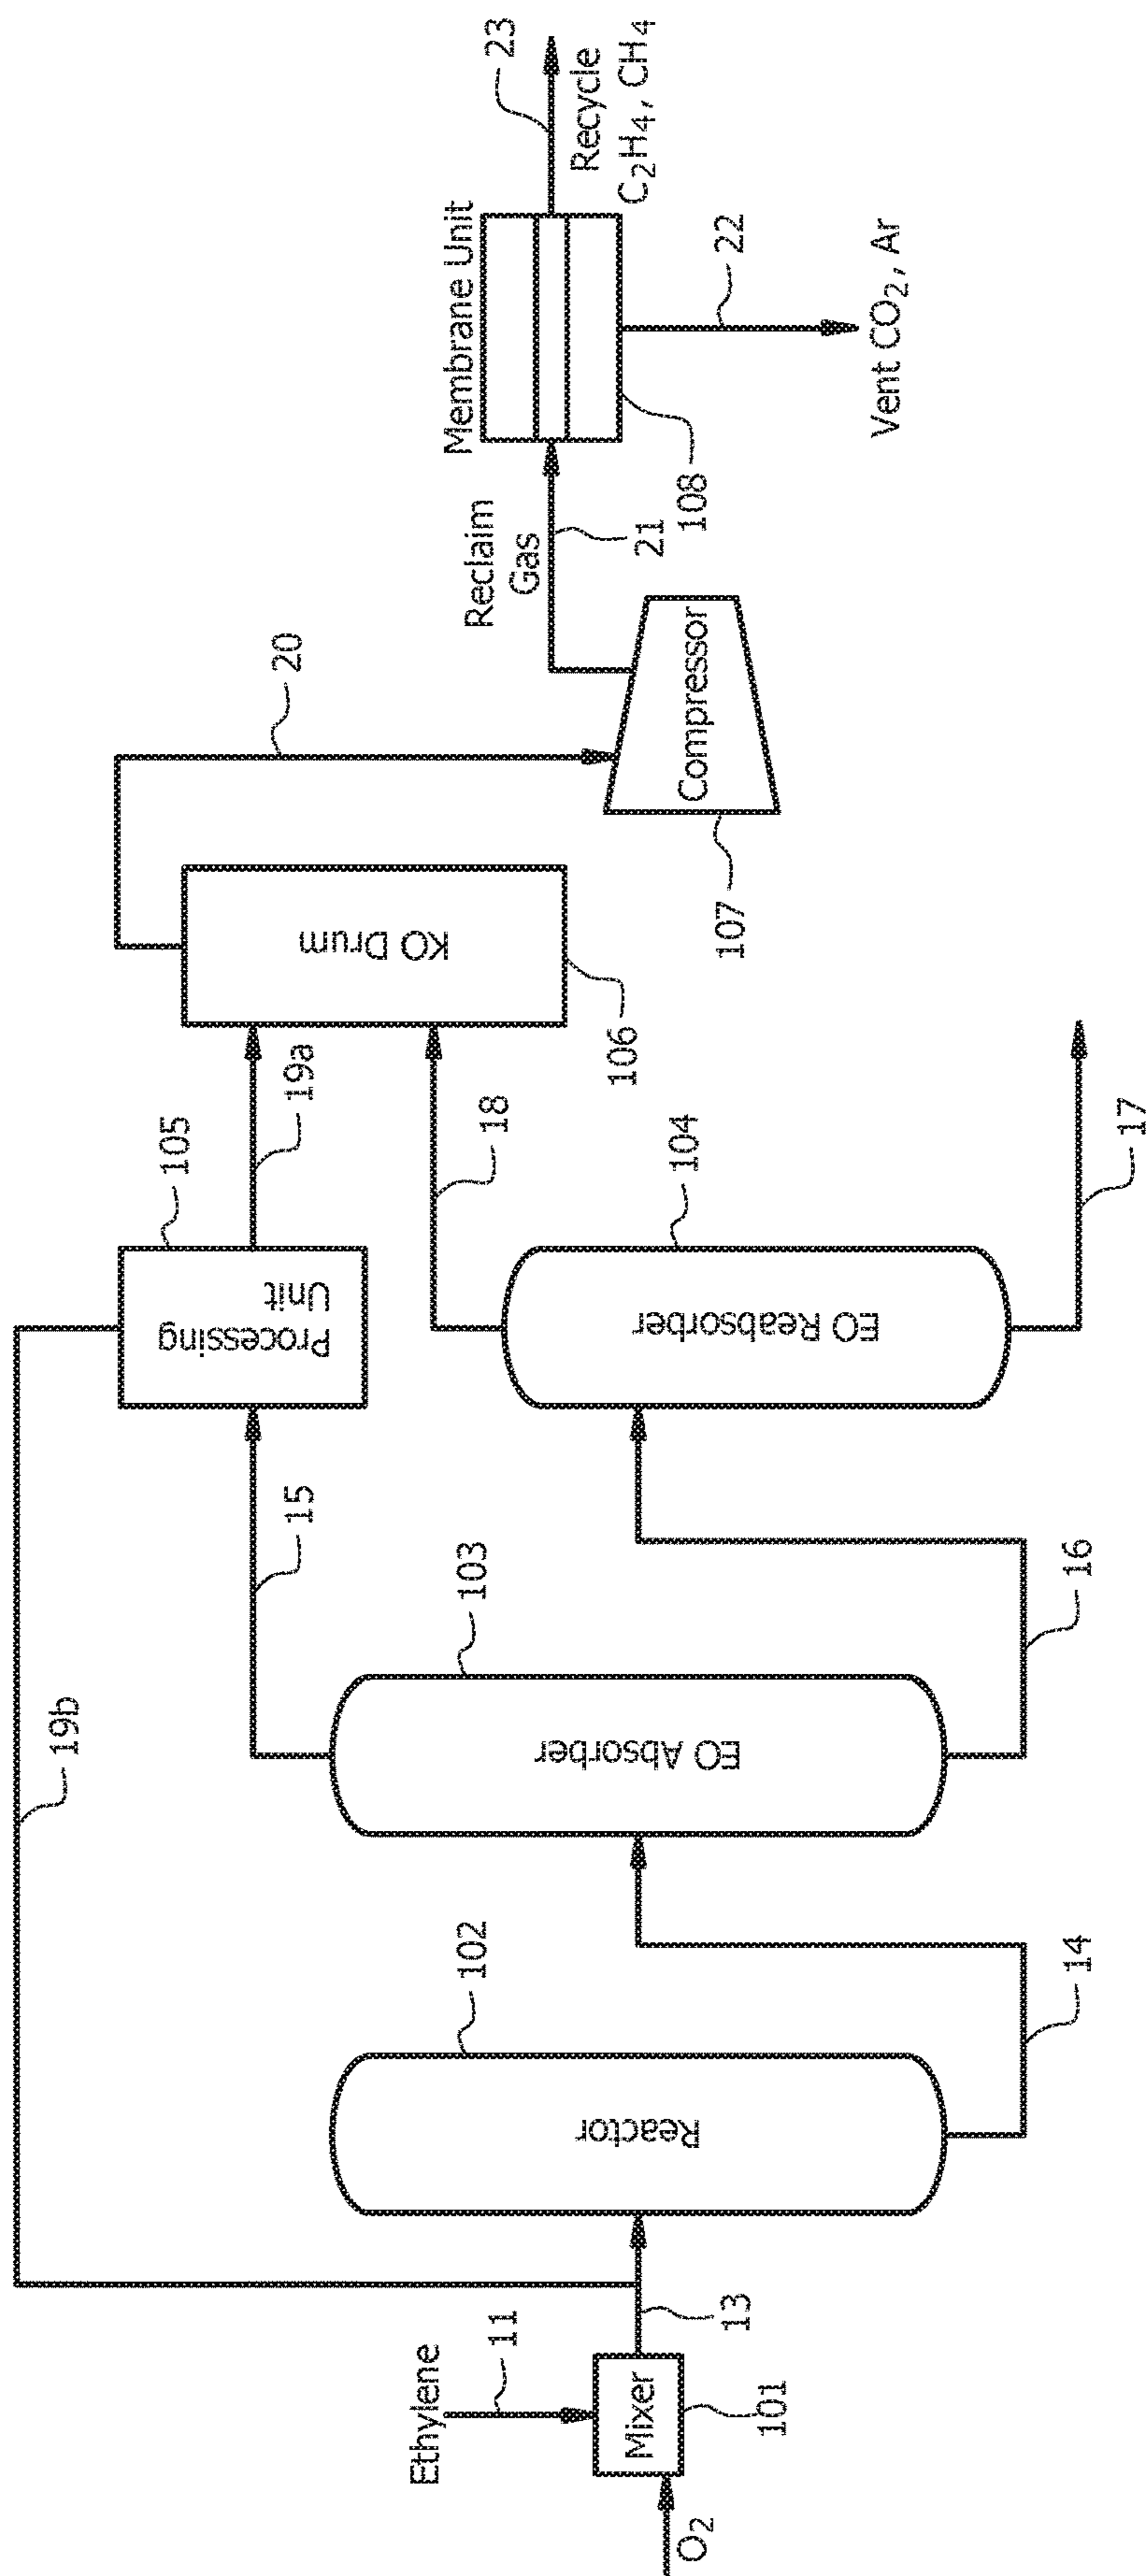 19b
Ethylene
11
O₂
Mixer
101
13
Reactor
102
14
EO Absorber
103
15
16
Processing
Unit
105
19a
EO Reabsorber
104
18
17
KO Drum
106
20
Compressor
107
Reclaim
Gas
21
Membrane Unit
108
22
Vent CO₂, Ar
23
Recycle
C₂H₄, CH₄